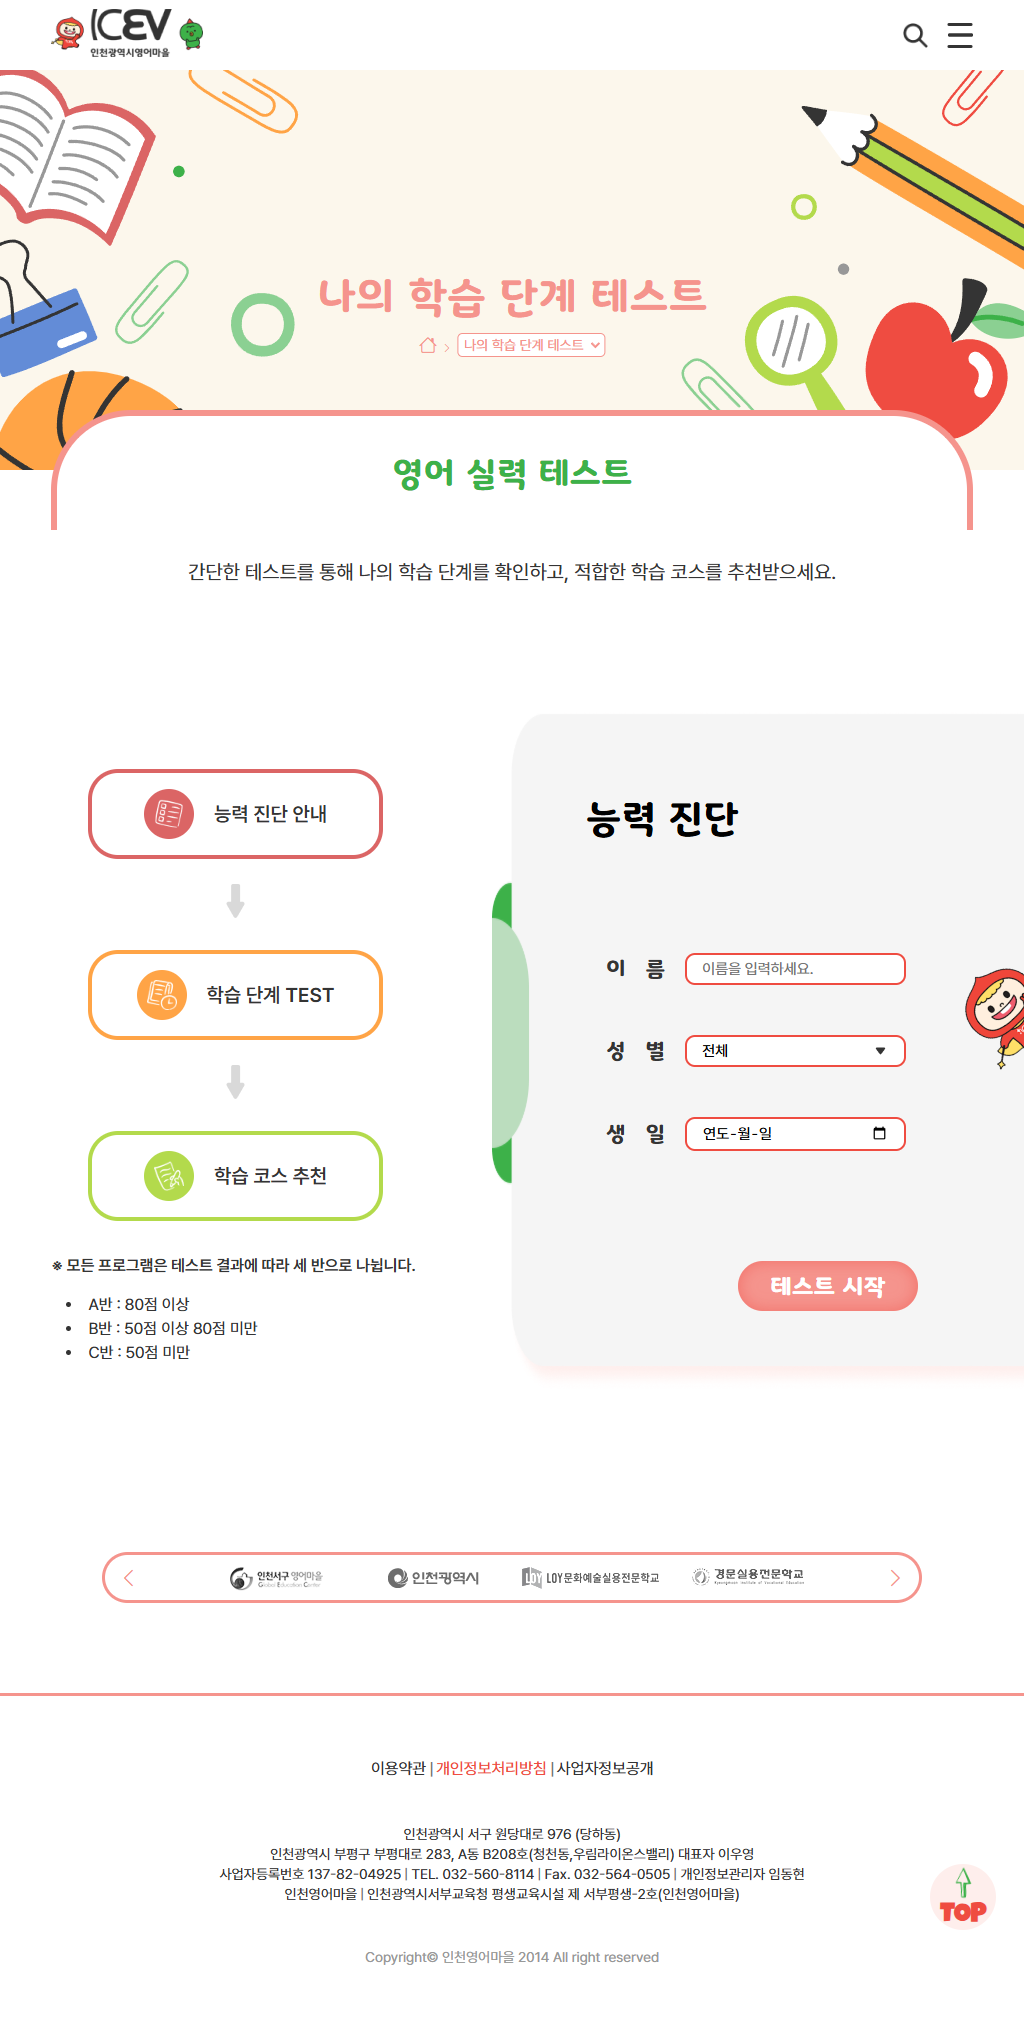 ICEV
인천광역시영어마을
나의 학습 단계 테스트
나의 학습 단계 테스트
영어 실력 테스트
간단한 테스트를 통해 나의 학습 단계를 확인하고, 적합한 학습 코스를 추천받으세요.
능력 진단 안내
학습 단계 TEST
학습 코스 추천
※ 모든 프로그램은 테스트 결과에 따라 세 반으로 나뉩니다.
• A반 : 80점 이상
• B반 : 50점 이상 80점 미만
• C반 : 50점 미만
능력 진단
이 름 이름을 입력하세요.
성 별 전체
생 일 연도-월-일
테스트 시작
인천서구 영어마을
Global Education Center
인천광역시
LOY LOY문화예술실용전문학교
경문실용전문학교
이용약관 | 개인정보처리방침 | 사업자정보공개
인천광역시 서구 원당대로 976 (당하동)
인천광역시 부평구 부평대로 283, A동 B208호(청천동,우림라이온스밸리) 대표자 이우영
사업자등록번호 137-82-04925 | TEL. 032-560-8114 | Fax. 032-564-0505 | 개인정보관리자 임동현
인천영어마을 | 인천광역시서부교육청 평생교육시설 제 서부평생-2호(인천영어마을)
TOP
Copyright© 인천영어마을 2014 All right reserved